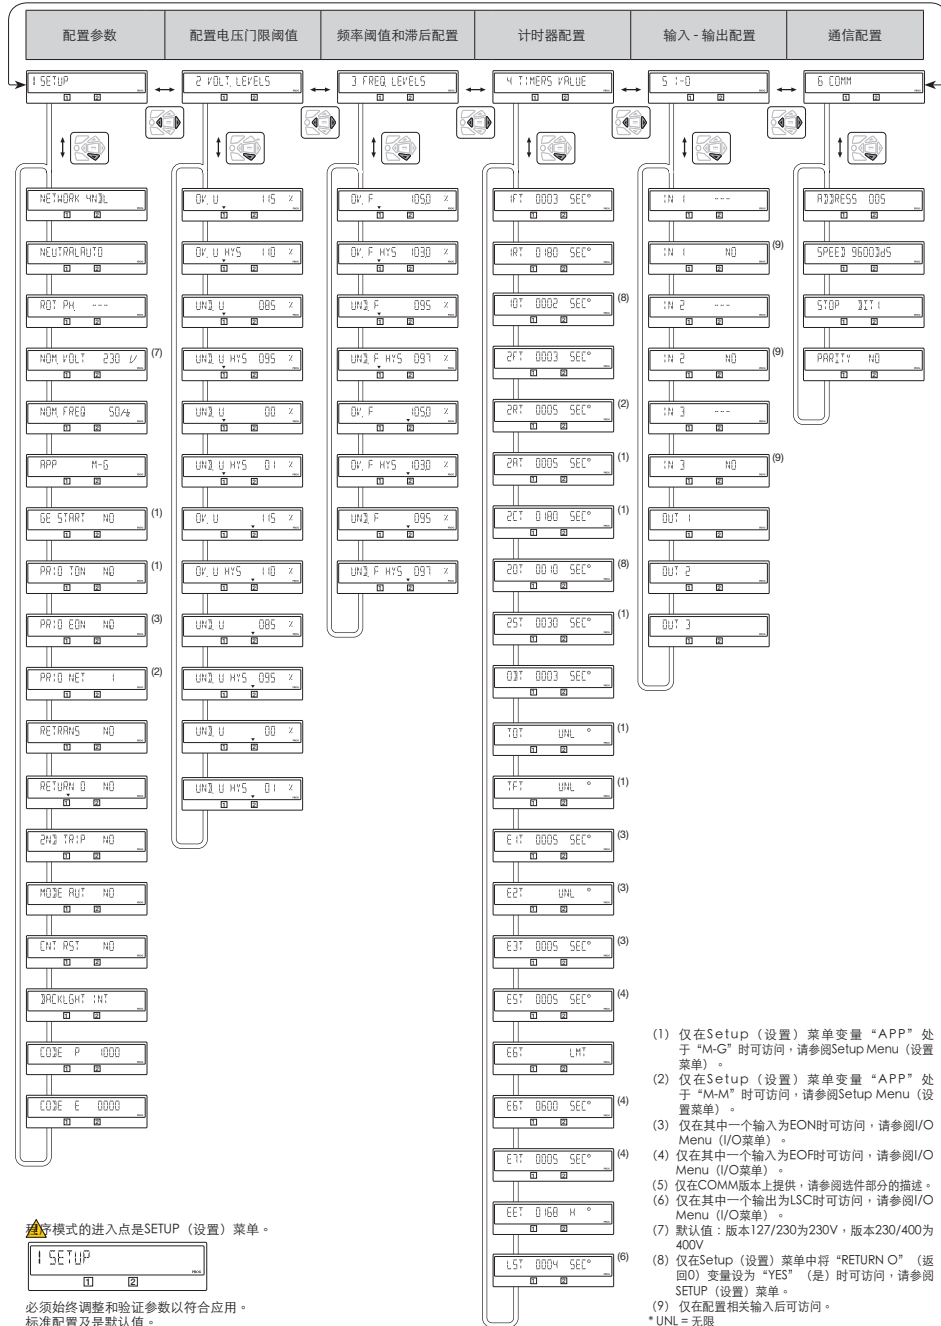 配置参数
配置电压门限阈值
频率阈值和滞后配置
计时器配置
输入 - 输出配置
通信配置
1 SETUP
2 VOLT. LEVELS
3 FREQ. LEVELS
4 TIMERS VALUE
5 I-O
6 COMM
NETWORK 4NBL
NEUTRALAUTO
ROT PH. ---
NOM. VOLT 230 V (7)
NOM. FREQ 50Hz
APP M-G
GE START NO (1)
PRIO TON NO (1)
PRIO EON NO (3)
PRIO NET 1 (2)
RETRANS NO
RETURN 0 NO
2ND TRIP NO
MODE AUT NO
CNT RST NO
BACKLGHT INT
CODE P 1000
CODE E 0000
OV. U 115 %
OV. U HYS 110 %
UND. U 085 %
UND. U HYS 095 %
UND. U 00 %
UND. U HYS 01 %
OV. U 115 %
OV. U HYS 110 %
UND. U 085 %
UND. U HYS 095 %
UND. U 00 %
UND. U HYS 01 %
OV. F 105.0 %
OV. F HYS 103.0 %
UND. F 095 %
UND. F HYS 097 %
OV. F 105.0 %
OV. F HYS 103.0 %
UND. F 095 %
UND. F HYS 097 %
1FT 0003 SEC°
1RT 0180 SEC°
1OT 0002 SEC° (8)
2FT 0003 SEC°
2RT 0005 SEC° (2)
2AT 0005 SEC° (1)
2CT 0180 SEC° (1)
2OT 0010 SEC° (8)
2ST 0030 SEC° (1)
ODT 0003 SEC°
TOT UNL ° (1)
TFT UNL ° (1)
E1T 0005 SEC° (3)
E2T UNL ° (3)
E3T 0005 SEC° (3)
E5T 0005 SEC° (4)
E6T LMT
E6T 0600 SEC° (4)
E7T 0005 SEC° (4)
EET 0168 H °
LST 0004 SEC° (6)
IN 1 ---
IN 1 NO (9)
IN 2 ---
IN 2 NO (9)
IN 3 ---
IN 3 NO (9)
OUT 1
OUT 2
OUT 3
ADDRESS 005
SPEED 9600BdS
STOP BIT1
PARITY NO
程序模式的进入点是SETUP（设置）菜单。
1 SETUP
1 2
PROG
必须始终调整和验证参数以符合应用。
标准配置及是默认值。
(1) 仅在Setup（设置）菜单变量“APP”处
于“M-G”时可访问，请参阅Setup Menu（设置
菜单）。
(2) 仅在Setup（设置）菜单变量“APP”处
于“M-M”时可访问，请参阅Setup Menu（设
置菜单）。
(3) 仅在其中一个输入为EON时可访问，请参阅I/O
Menu（I/O菜单）。
(4) 仅在其中一个输入为EOF时可访问，请参阅I/O
Menu（I/O菜单）。
(5) 仅在COMM版本上提供，请参阅选件部分的描述。
(6) 仅在其中一个输出为LSC时可访问，请参阅I/O
Menu（I/O菜单）。
(7) 默认值：版本127/230为230V，版本230/400为
400V
(8) 仅在Setup（设置）菜单中将“RETURN O”（返
回0）变量设为“YES”（是）时可访问，请参阅
SETUP（设置）菜单。
(9) 仅在配置相关输入后可访问。
* UNL = 无限